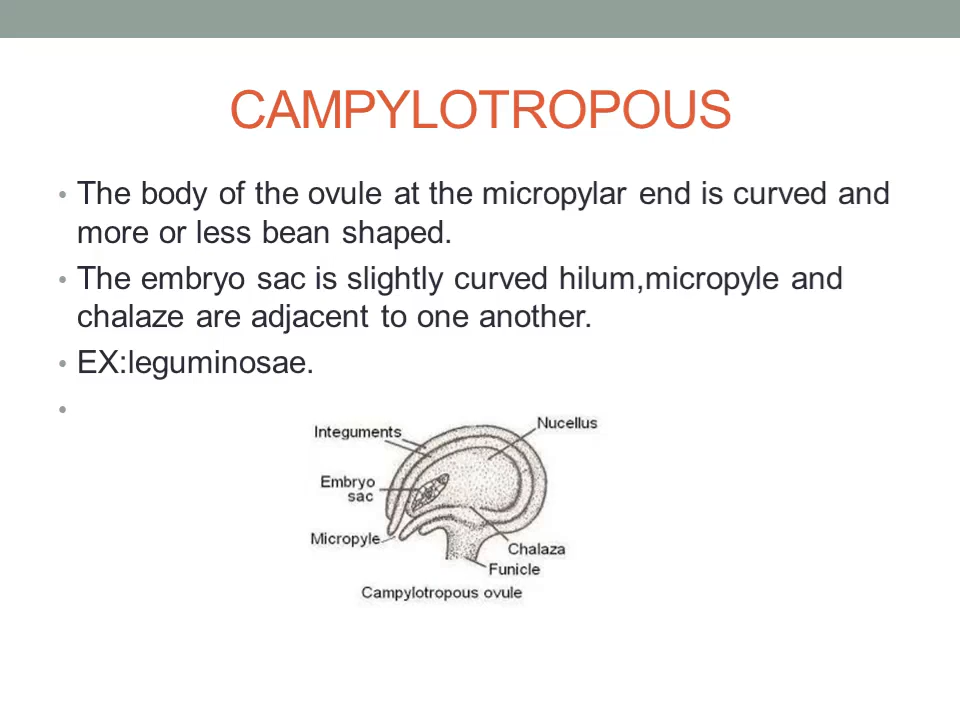 CAMPYLOTROPOUS
• The body of the ovule at the micropylar end is curved and
more or less bean shaped.
• The embryo sac is slightly curved hilum,micropyle and
chalaze are adjacent to one another.
• EX:leguminosae.
•
Nucellus
Integuments
Embryo
sac
Micropyle
Chalaza
Funicle
Campylotropous ovule